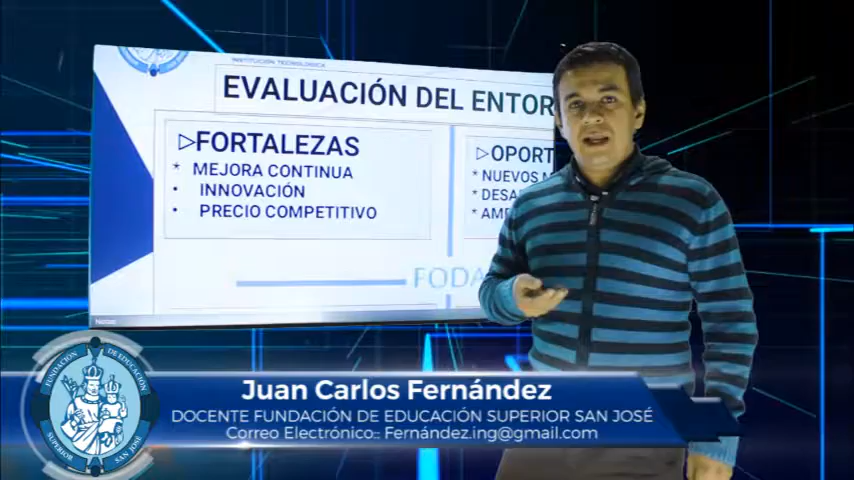 INSTITUCIÓN TECNOLÓGICA
EVALUACIÓN DEL ENTOR
▷FORTALEZAS
* MEJORA CONTINUA
• INNOVACIÓN
• PRECIO COMPETITIVO
▷OPORT
* NUEVOS
* DESA
* AM
FODA
Juan Carlos Fernández
DOCENTE FUNDACIÓN DE EDUCACIÓN SUPERIOR SAN JOSÉ
Correo Electrónico.: Fernández.ing@gmail.com
FUNDACIÓN DE EDUCACIÓN
SUPERIOR SAN JOSÉ